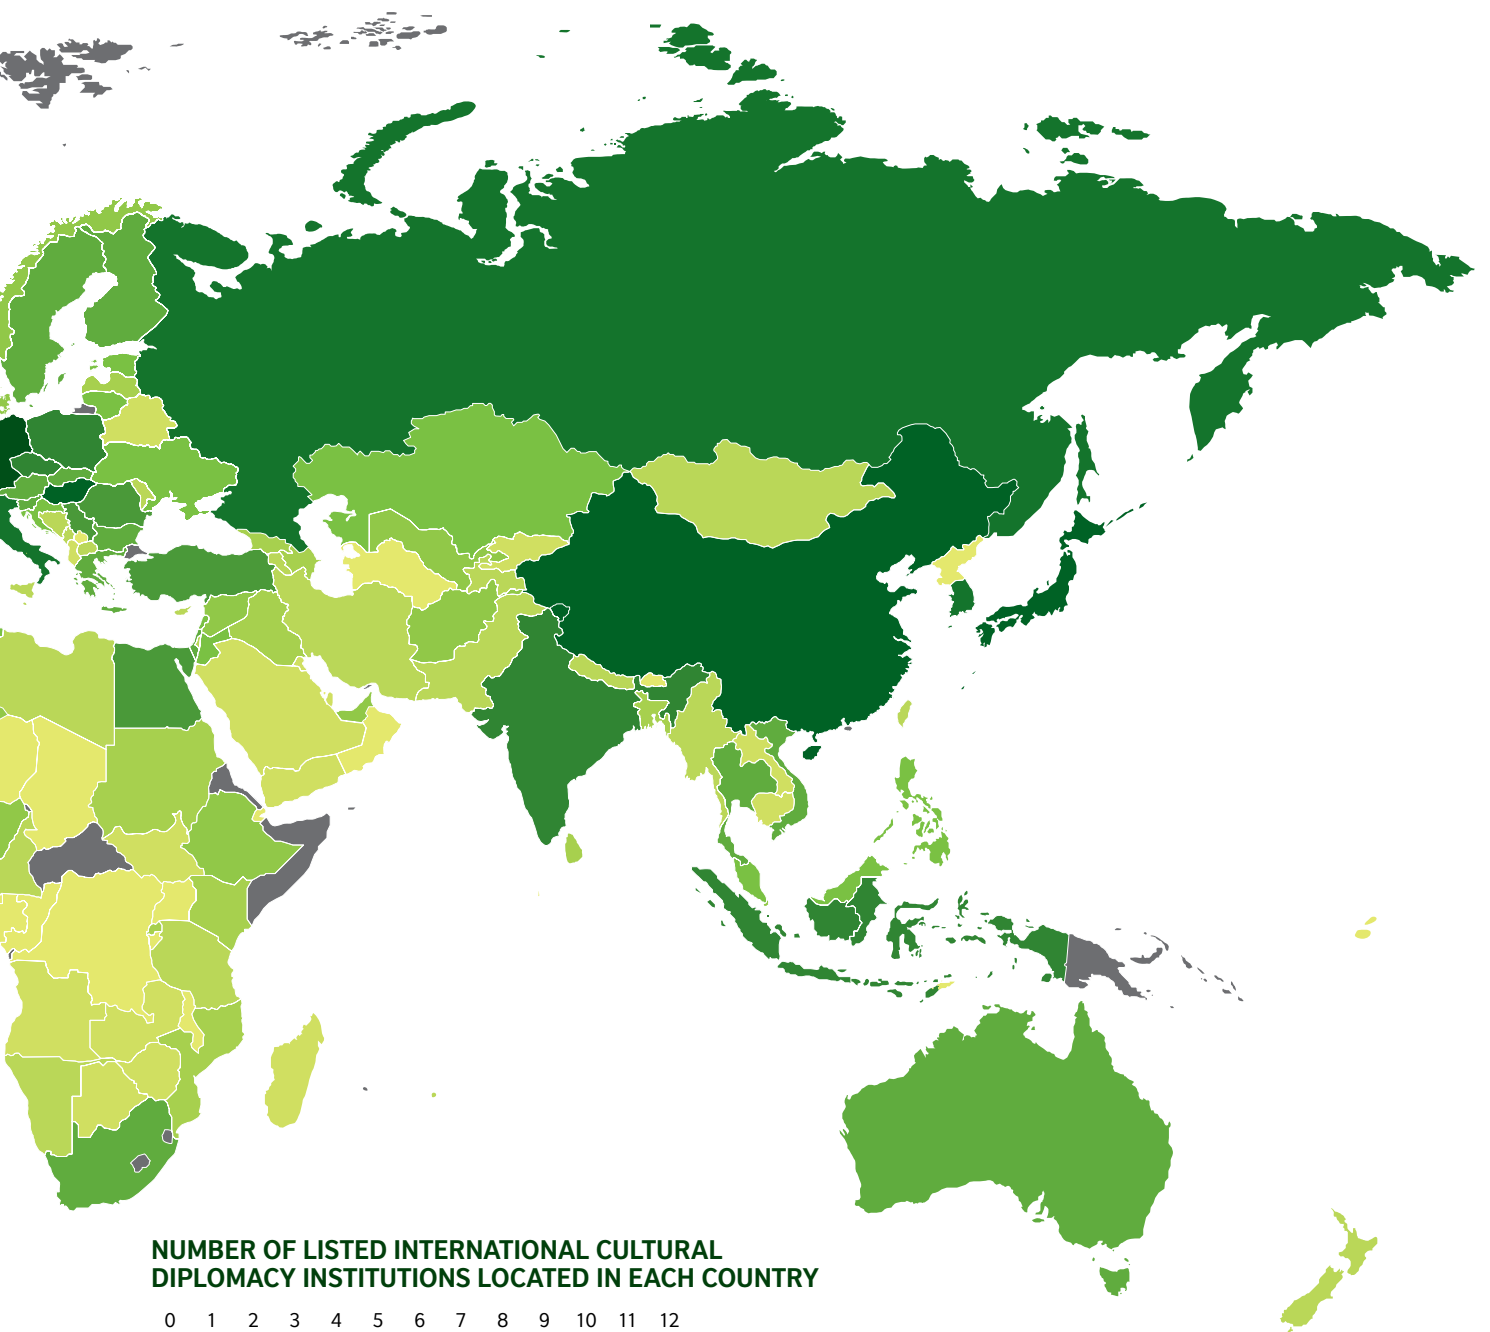 NUMBER OF LISTED INTERNATIONAL CULTURAL
DIPLOMACY INSTITUTIONS LOCATED IN EACH COUNTRY
0 1 2 3 4 5 6 7 8 9 10 11 12